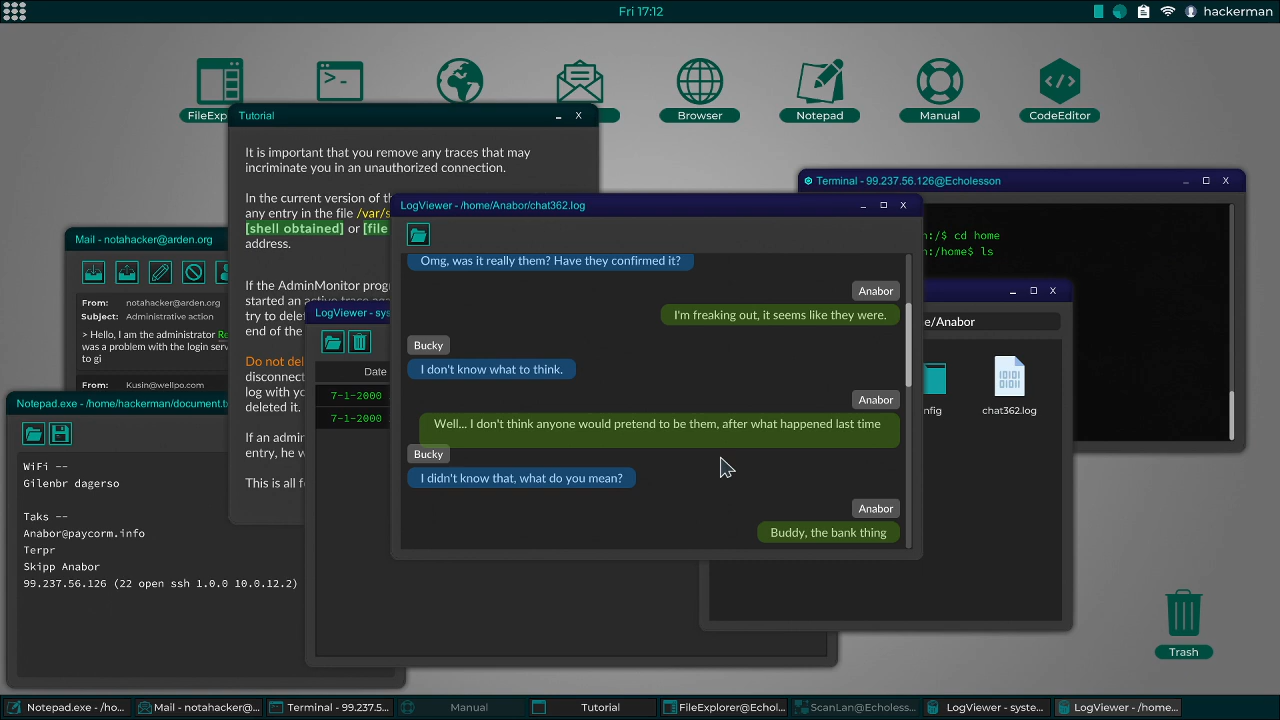 Fri 17:12
hackerman
FileExpl
Browser
Notepad
Manual
CodeEditor
Tutorial
It is important that you remove any traces that may
incriminate you in an unauthorized connection.
In the current version of th
any entry in the file /var/s
[shell obtained] or [file
address.
If the AdminMonitor prog
started an active trace aga
try to delet
end of the
Do not del
disconnect
log with yo
deleted it.
If an admin
entry, he w
This is all f
Terminal - 99.237.56.126@Echolesson
n:/$ cd home
n:/home$ ls
LogViewer - /home/Anabor/chat362.log
Omg, was it really them? Have they confirmed it?
Anabor
I'm freaking out, it seems like they were.
Bucky
I don't know what to think.
Anabor
Well... I don't think anyone would pretend to be them, after what happened last time
Bucky
I didn't know that, what do you mean?
Anabor
Buddy, the bank thing
Mail - notahacker@arden.org
From: notahacker@arden.org
Subject: Administrative action
> Hello, I am the administrator Re
was a problem with the login serv
to gi
From: Kusin@wellpo.com
LogViewer - sys
Date
7-1-2000
7-1-2000
e/Anabor
nfig
chat362.log
Notepad.exe - /home/hackerman/document.tx
WiFi --
Gilenbr dagerso
Taks --
Anabor@paycorm.info
Terpr
Skipp Anabor
99.237.56.126 (22 open ssh 1.0.0 10.0.12.2)
Trash
Notepad.exe - /ho...
Mail - notahacker@...
Terminal - 99.237.5...
Manual
Tutorial
FileExplorer@Echol...
ScanLan@Echoless...
LogViewer - syste...
LogViewer - /home...